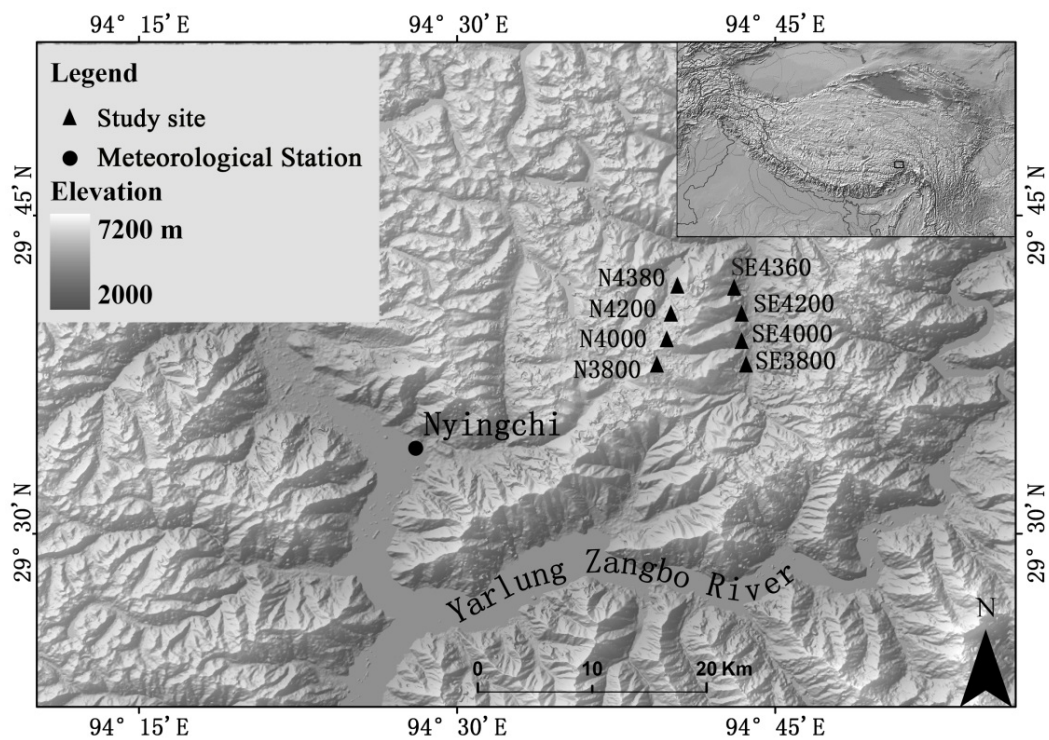 94° 15′ E
94° 30′ E
94° 45′ E
Legend
Study site
Meteorological Station
Elevation
7200 m
2000
29° 45′ N
29° 45′ N
N4380
SE4360
N4200
SE4200
N4000
SE4000
N3800
SE3800
Nyingchi
29° 30′ N
29° 30′ N
Yarlung Zangbo River
N
0
10
20 Km
94° 15′ E
94° 30′ E
94° 45′ E